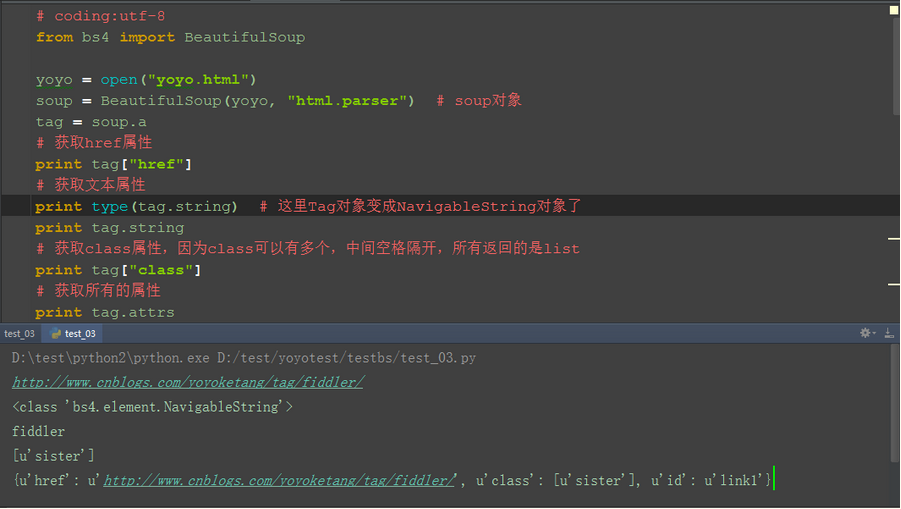 # coding:utf-8
from bs4 import BeautifulSoup
yoyo = open("yoyo.html")
soup = BeautifulSoup(yoyo, "html.parser")  # soup对象
tag = soup.a
# 获取href属性
print tag["href"]
# 获取文本属性
print type(tag.string)  # 这里Tag对象变成NavigableString对象了
print tag.string
# 获取class属性，因为class可以有多个，中间空格隔开，所有返回的是list
print tag["class"]
# 获取所有的属性
print tag.attrs
test_03 test_03
D:\test\python2\python.exe D:/test/yoyotest/testbs/test_03.py
http://www.cnblogs.com/yoyoketang/tag/fiddler/
<class 'bs4.element.NavigableString'>
fiddler
[u'sister']
{u'href': u'http://www.cnblogs.com/yoyoketang/tag/fiddler/', u'class': [u'sister'], u'id': u'link1'}